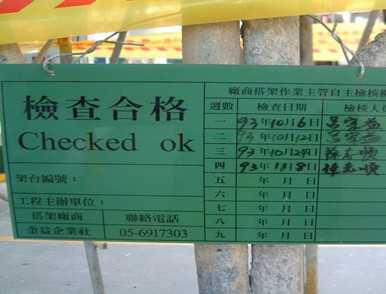 檢查合格
Checked ok
架台編號：
工程主辦單位：
搭架廠商 聯絡電話
金益企業社 05-6917303
廠商搭架作業主管自主檢核
週數 檢查日期 檢核人
一 93年10月6日
二 93年10月12日
三 93年10月24日
四 93年11月8日
五 年 月 日
六 年 月 日
七 年 月 日
八 年 月 日
九 年 月 日